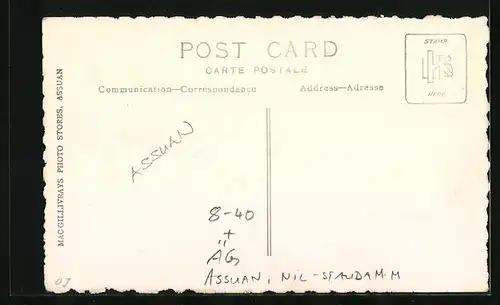 POST CARD
CARTE POSTALE
STAMP
HERE
Communication—Correspondance
Address—Adresse
MACGILLIVRAYS PHOTO STORES, ASSUAN
ASSUAN
8-40
+
ÄG
ASSUAN, NIL-STAUDAMM